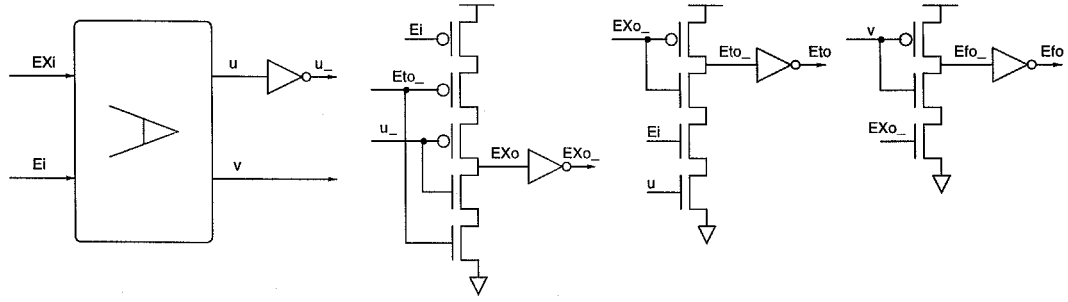 EXi
Ei
A
u
u_
v
Ei
Eto_
u_
EXo
EXo_
EXo_
Eto_
Eto
Ei
u
v
Efo_
Efo
EXo_